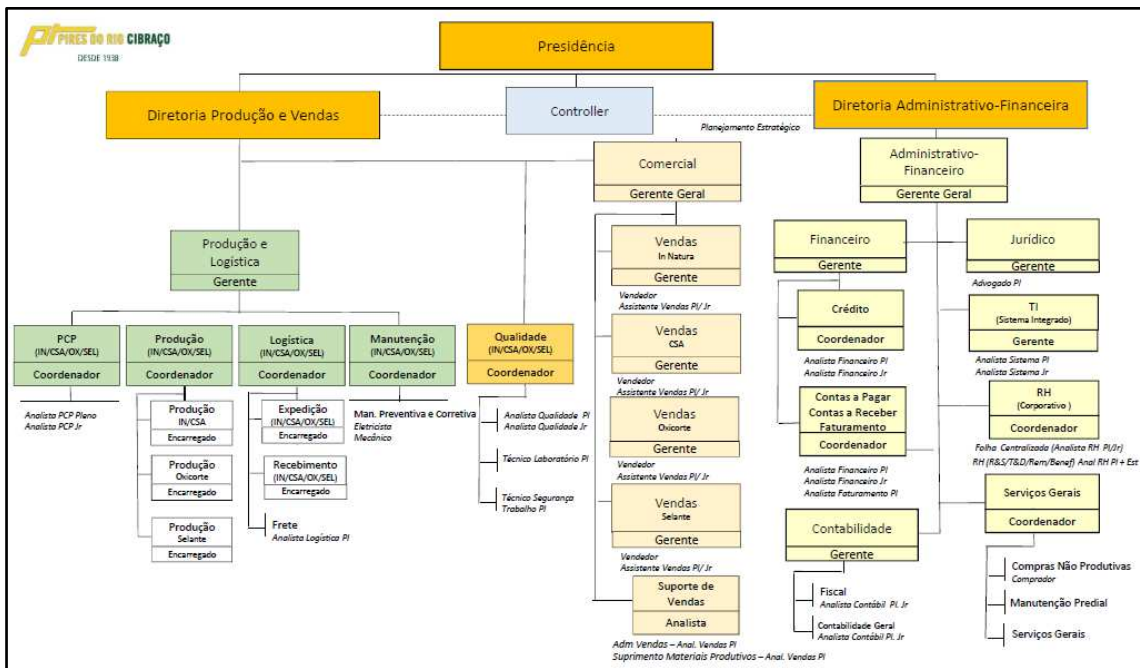 PIRES DO RIO CIBRAÇO
DESDE 1938
Presidência
Diretoria Produção e Vendas
Controller
Diretoria Administrativo-Financeira
Planejamento Estratégico
Comercial
Gerente Geral
Administrativo-
Financeiro
Gerente Geral
Produção e
Logística
Gerente
PCP
(IN/CSA/OX/SEL)
Coordenador
Analista PCP Pleno
Analista PCP Jr
Produção
(IN/CSA/OX/SEL)
Coordenador
Produção
IN/CSA
Encarregado
Produção
Oxicorte
Encarregado
Produção
Selante
Encarregado
Logística
(IN/CSA/OX/SEL)
Coordenador
Expedição
(IN/CSA/OX/SEL)
Encarregado
Recebimento
(IN/CSA/OX/SEL)
Encarregado
Frete
Analista Logística Pl
Manutenção
(IN/CSA/OX/SEL)
Coordenador
Man. Preventiva e Corretiva
Eletricista
Mecânico
Qualidade
(IN/CSA/OX/SEL)
Coordenador
Analista Qualidade Pl
Analista Qualidade Jr
Técnico Laboratório Pl
Técnico Segurança
Trabalho Pl
Vendas
In Natura
Gerente
Vendedor
Assistente Vendas Pl/ Jr
Vendas
CSA
Gerente
Vendedor
Assistente Vendas Pl/ Jr
Vendas
Oxicorte
Gerente
Vendedor
Assistente Vendas Pl/ Jr
Vendas
Selante
Gerente
Vendedor
Assistente Vendas Pl/ Jr
Suporte de
Vendas
Analista
Adm Vendas – Anal. Vendas Pl
Suprimento Materiais Produtivos – Anal. Vendas Pl
Financeiro
Gerente
Crédito
Coordenador
Analista Financeiro Pl
Analista Financeiro Jr
Contas a Pagar
Contas a Receber
Faturamento
Coordenador
Analista Financeiro Pl
Analista Financeiro Jr
Analista Faturamento Pl
Contabilidade
Gerente
Fiscal
Analista Contábil Pl. Jr
Contabilidade Geral
Analista Contábil Pl. Jr
Jurídico
Gerente
Advogado Pl
TI
(Sistema Integrado)
Gerente
Analista Sistema Pl
Analista Sistema Jr
RH
(Corporativo )
Coordenador
Folha Centralizada (Analista RH Pl/Jr)
RH (R&S/T&D/Rem/Benef) Anal RH Pl + Est
Serviços Gerais
Coordenador
Compras Não Produtivas
Comprador
Manutenção Predial
Serviços Gerais